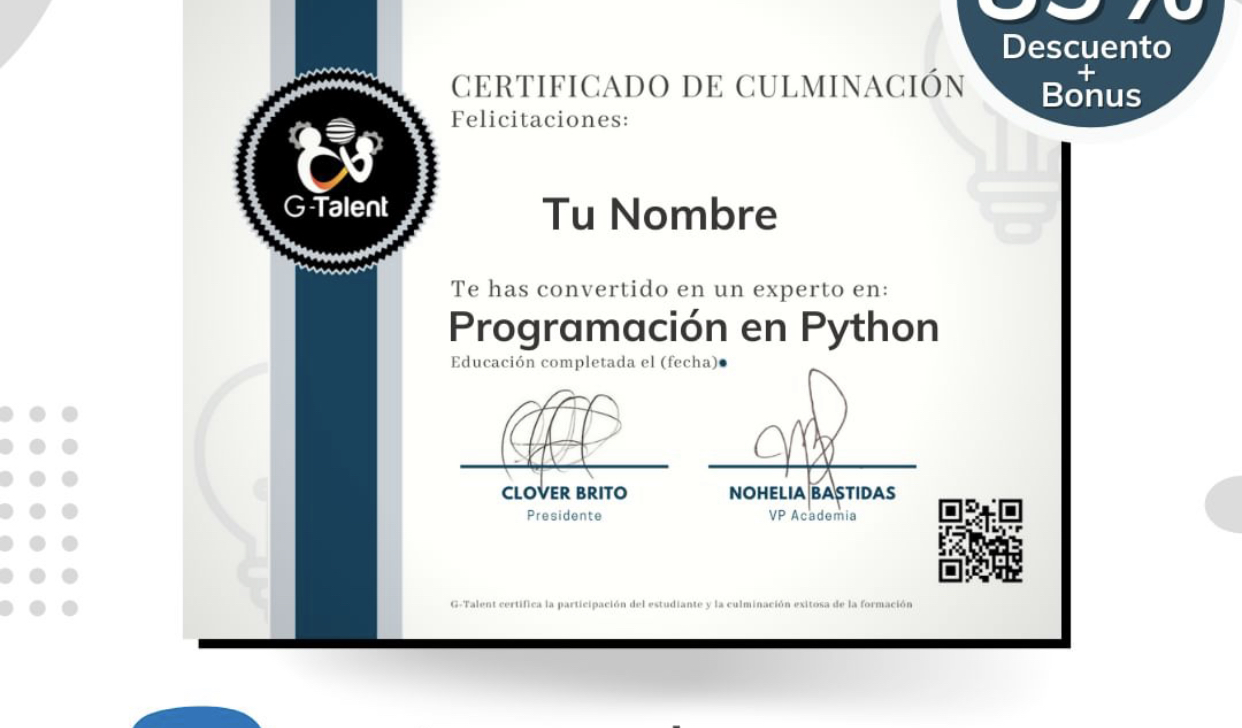 Descuento
+
Bonus
CERTIFICADO DE CULMINACIÓN
Felicitaciones:
G-Talent
Tu Nombre
Te has convertido en un experto en:
Programación en Python
Educación completada el (fecha)
CLOVER BRITO
Presidente
NOHELIA BASTIDAS
VP Academia
G-Talent certifica la participación del estudiante y la culminación exitosa de la formación